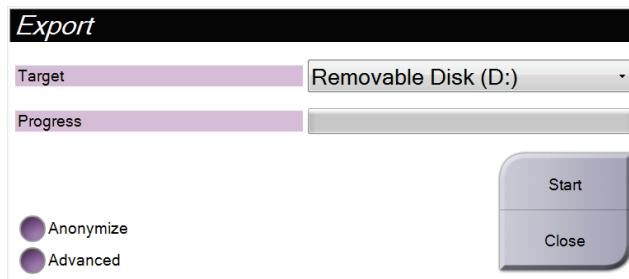 Export
Target
Removable Disk (D:)
Progress
Start
Close
Anonymize
Advanced